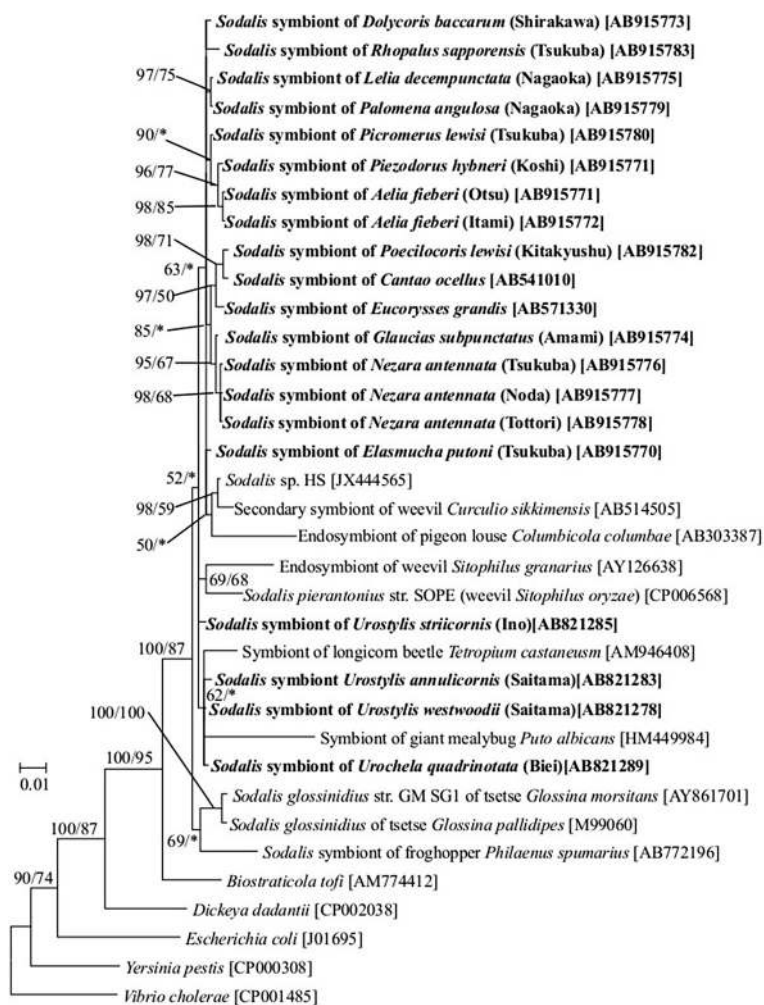 Sodalis symbiont of Dolycoris baccarum (Shirakawa) [AB915773]
Sodalis symbiont of Rhopalus sapporensis (Tsukuba) [AB915783]
97/75
Sodalis symbiont of Lelia decempunctata (Nagaoka) [AB915775]
Sodalis symbiont of Palomena angulosa (Nagaoka) [AB915779]
90/*
Sodalis symbiont of Picromerus lewisi (Tsukuba) [AB915780]
96/77
Sodalis symbiont of Piezodorus hybneri (Koshi) [AB915771]
Sodalis symbiont of Aelia fieberi (Otsu) [AB915771]
98/85
Sodalis symbiont of Aelia fieberi (Itami) [AB915772]
98/71
Sodalis symbiont of Poecilocoris lewisi (Kitakyushu) [AB915782]
63/*
Sodalis symbiont of Cantao ocellus [AB541010]
97/50
Sodalis symbiont of Eucorysses grandis [AB571330]
85/*
Sodalis symbiont of Glaucias subpunctatus (Amami) [AB915774]
95/67
Sodalis symbiont of Nezara antennata (Tsukuba) [AB915776]
98/68
Sodalis symbiont of Nezara antennata (Noda) [AB915777]
Sodalis symbiont of Nezara antennata (Tottori) [AB915778]
Sodalis symbiont of Elasmucha putoni (Tsukuba) [AB915770]
52/*
Sodalis sp. HS [JX444565]
98/59
Secondary symbiont of weevil Curculio sikkimensis [AB514505]
50/*
Endosymbiont of pigeon louse Columbicola columbae [AB303387]
Endosymbiont of weevil Sitophilus granarius [AY126638]
69/68
Sodalis pierantonius str. SOPE (weevil Sitophilus oryzae) [CP006568]
Sodalis symbiont of Urostylis striicornis (Ino)[AB821285]
100/87
Symbiont of longicorn beetle Tetropium castaneusm [AM946408]
Sodalis symbiont Urostylis annulicornis (Saitama)[AB821283]
62/*
Sodalis symbiont of Urostylis westwoodii (Saitama)[AB821278]
100/100
Symbiont of giant mealybug Puto albicans [HM449984]
100/95
Sodalis symbiont of Urochela quadrinotata (Biei)[AB821289]
0.01
Sodalis glossinidius str. GM SG1 of tsetse Glossina morsitans [AY861701]
100/87
Sodalis glossinidius of tsetse Glossina pallidipes [M99060]
69/*
Sodalis symbiont of froghopper Philaenus spumarius [AB772196]
90/74
Biostraticola tofi [AM774412]
Dickeya dadantii [CP002038]
Escherichia coli [J01695]
Yersinia pestis [CP000308]
Vibrio cholerae [CP001485]